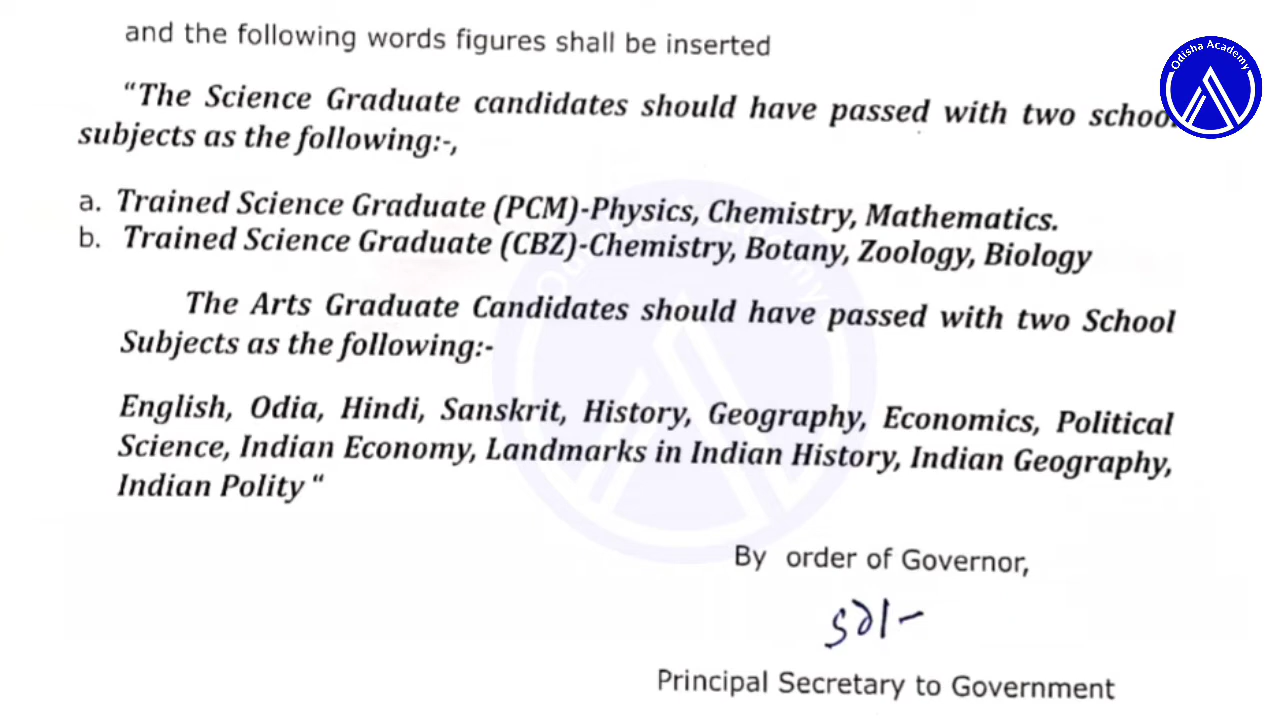 and the following words figures shall be inserted
Odisha Academy
“The Science Graduate candidates should have passed with two school
subjects as the following:-,
a. Trained Science Graduate (PCM)-Physics, Chemistry, Mathematics.
b. Trained Science Graduate (CBZ)-Chemistry, Botany, Zoology, Biology
Odisha Academy
The Arts Graduate Candidates should have passed with two School
Subjects as the following:-
English, Odia, Hindi, Sanskrit, History, Geography, Economics, Political
Science, Indian Economy, Landmarks in Indian History, Indian Geography,
Indian Polity “
By order of Governor,
Sd/-
Principal Secretary to Government